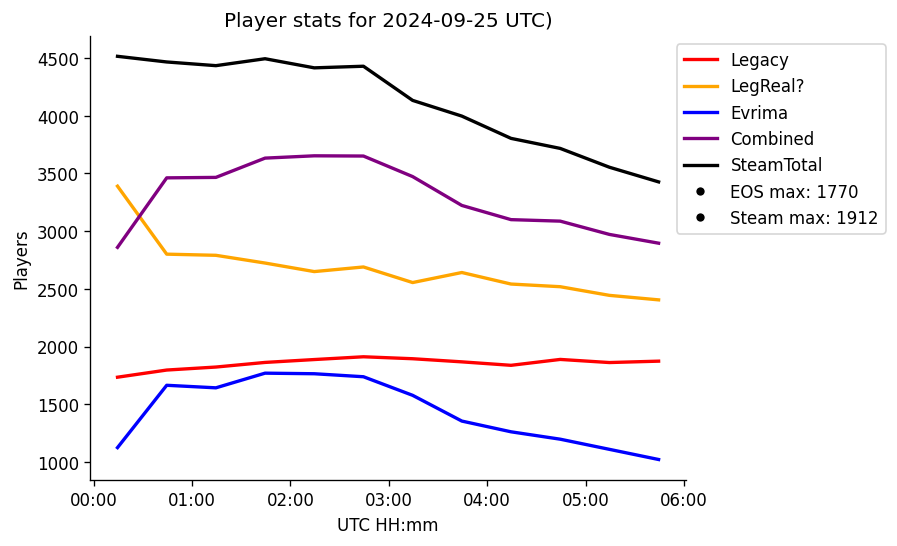 Player stats for 2024-09-25 UTC)
Legacy
LegReal?
Evrima
Combined
SteamTotal
EOS max: 1770
Steam max: 1912
Players
4500
4000
3500
3000
2500
2000
1500
1000
00:00 01:00 02:00 03:00 04:00 05:00 06:00
UTC HH:mm